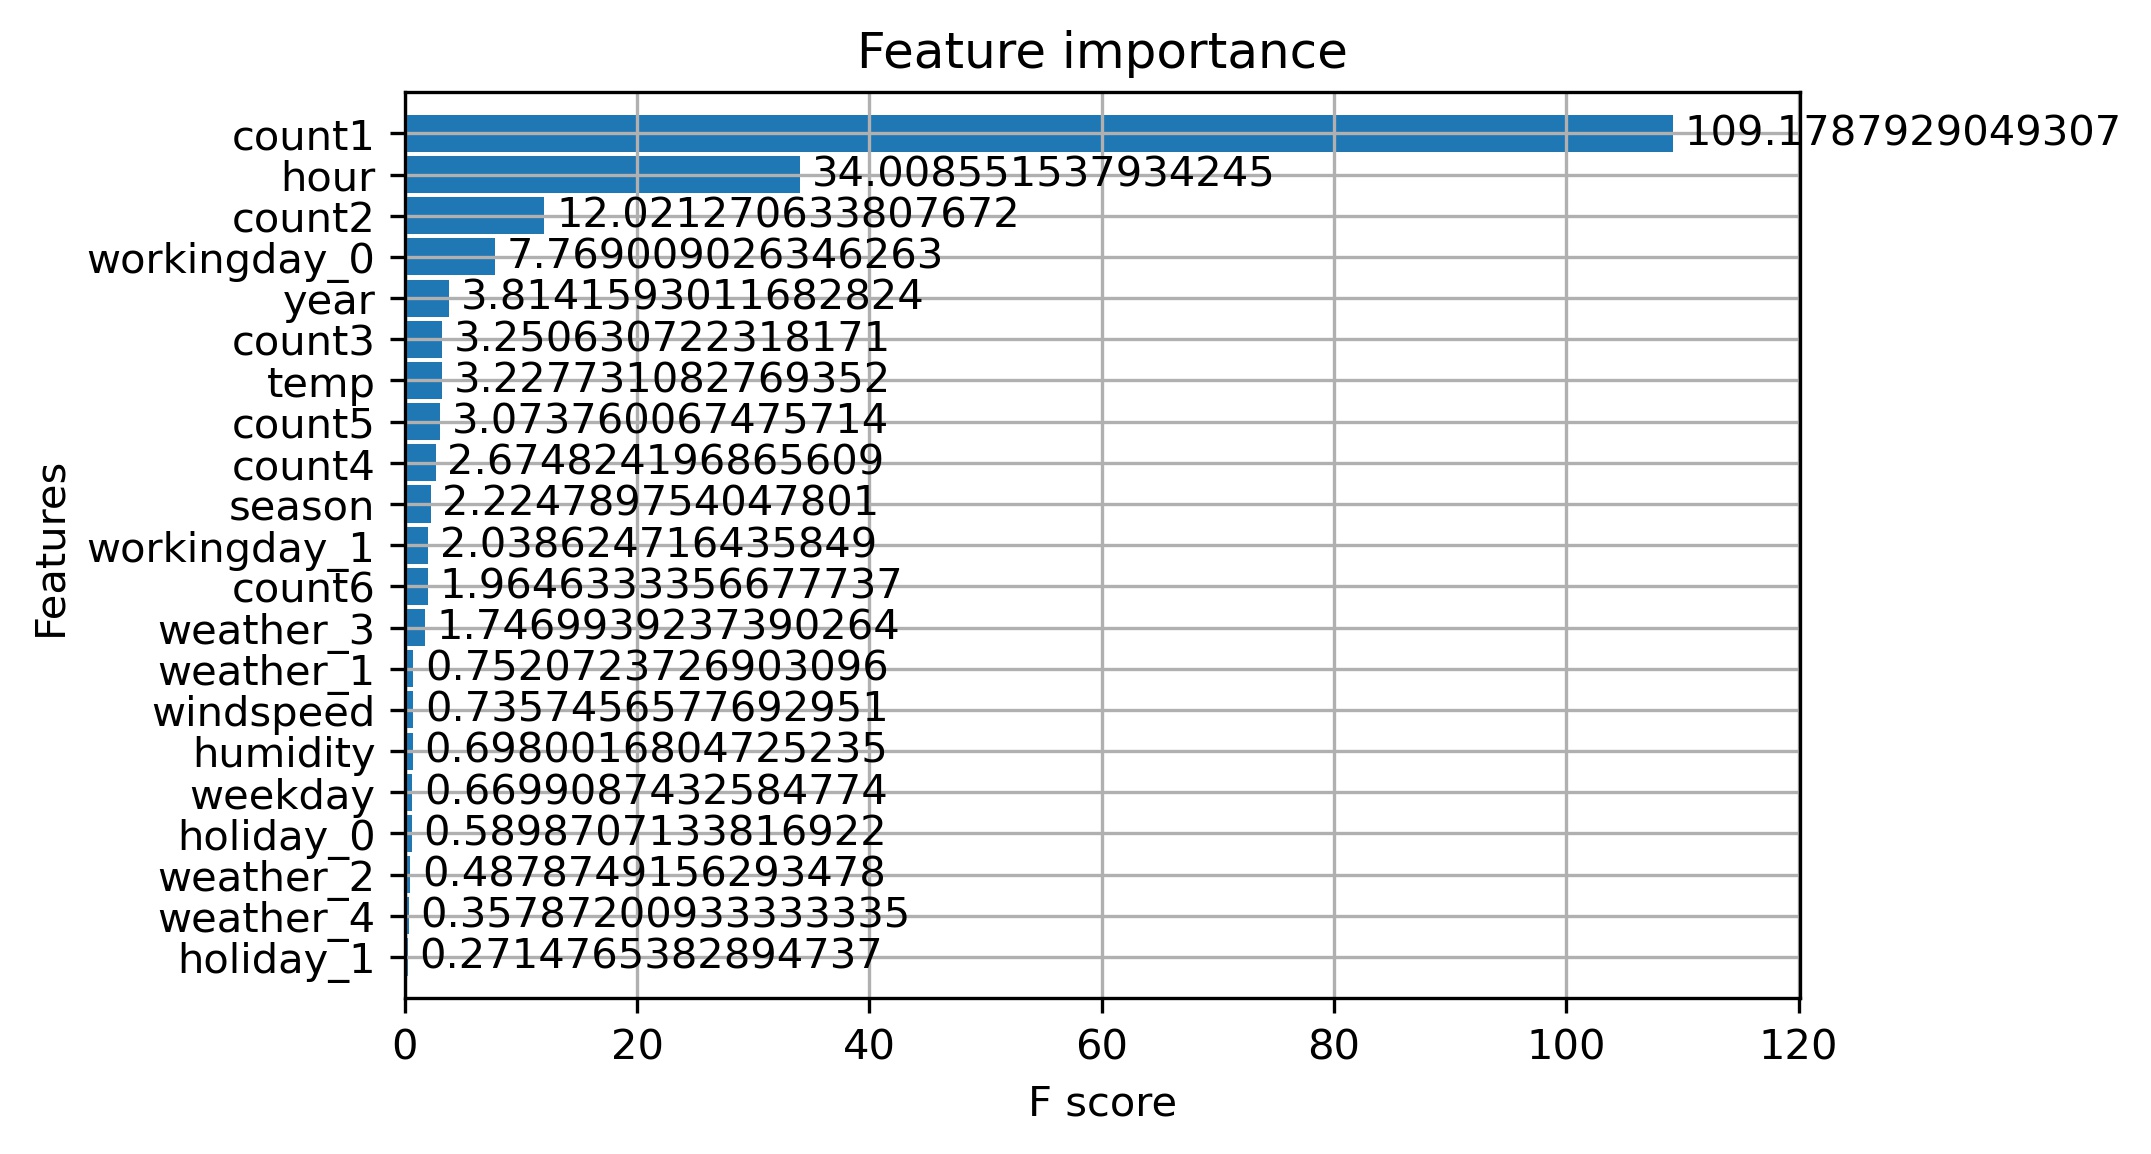 Feature importance
count1 109.1787929049307
hour 34.008551537934245
count2 12.021270633807672
workingday_0 7.769009026346263
year 3.8141593011682824
count3 3.250630722318171
temp 3.227731082769352
count5 3.073760067475714
count4 2.674824196865609
season 2.224789754047801
workingday_1 2.038624716435849
count6 1.9646333356677737
weather_3 1.7469939237390264
weather_1 0.7520723726903096
windspeed 0.7357456577692951
humidity 0.6980016804725235
weekday 0.6699087432584774
holiday_0 0.5898707133816922
weather_2 0.4878749156293478
weather_4 0.35787200933333335
holiday_1 0.2714765382894737
Features
0 20 40 60 80 100 120
F score